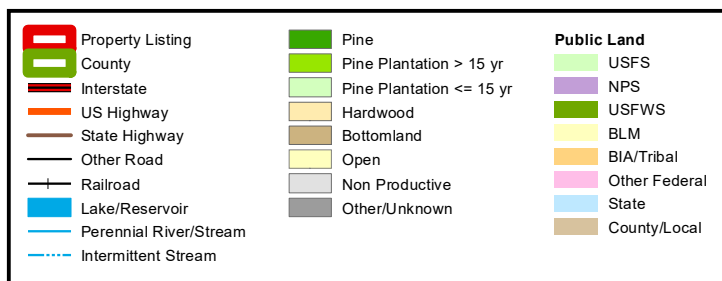 Property Listing
County
Interstate
US Highway
State Highway
Other Road
Railroad
Lake/Reservoir
Perennial River/Stream
Intermittent Stream
Pine
Pine Plantation > 15 yr
Pine Plantation <= 15 yr
Hardwood
Bottomland
Open
Non Productive
Other/Unknown
Public Land
USFS
NPS
USFWS
BLM
BIA/Tribal
Other Federal
State
County/Local